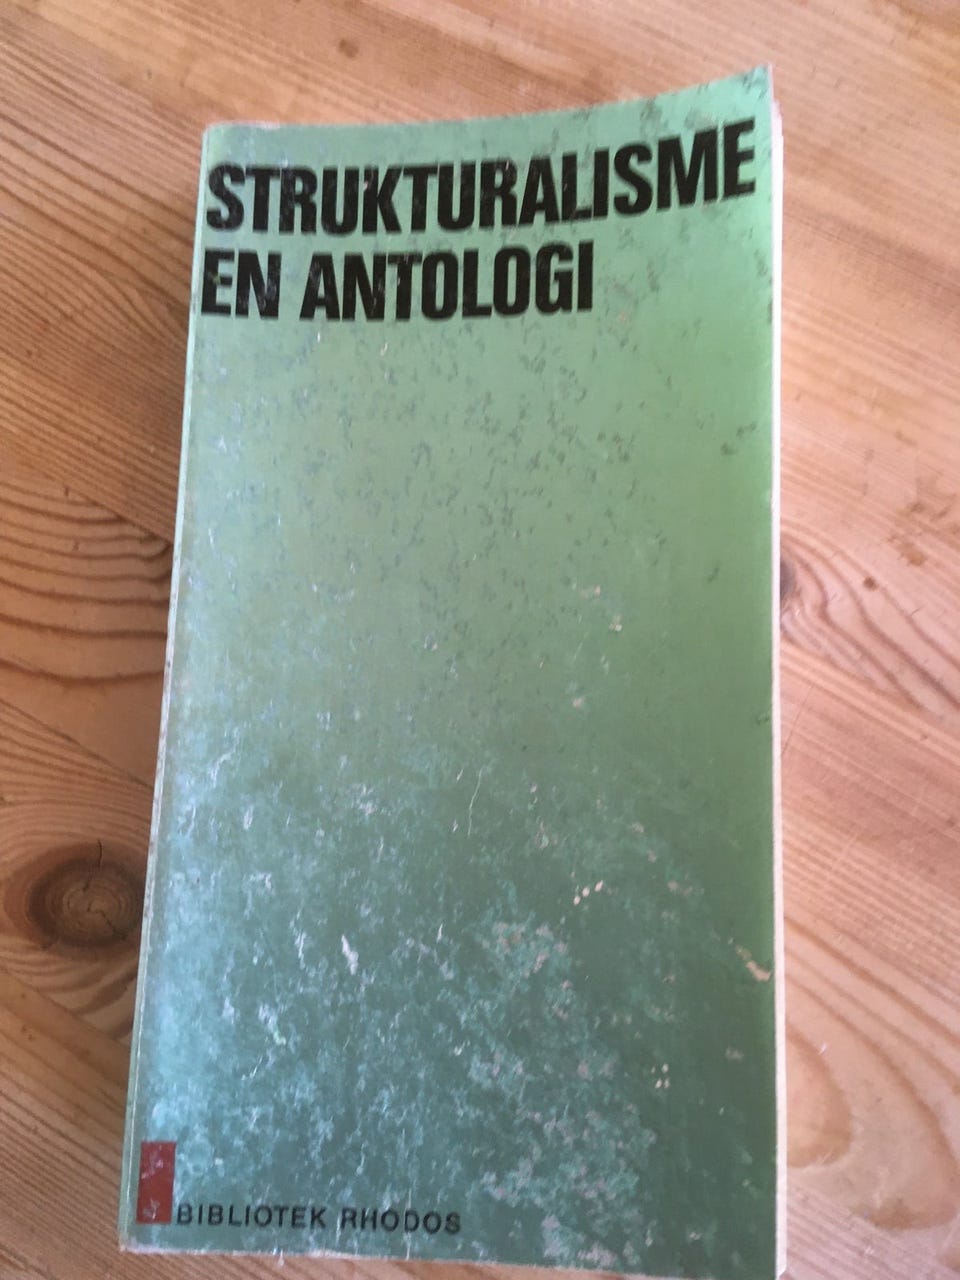 STRUKTURALISME
EN ANTOLOGI
BIBLIOTEK RHODOS